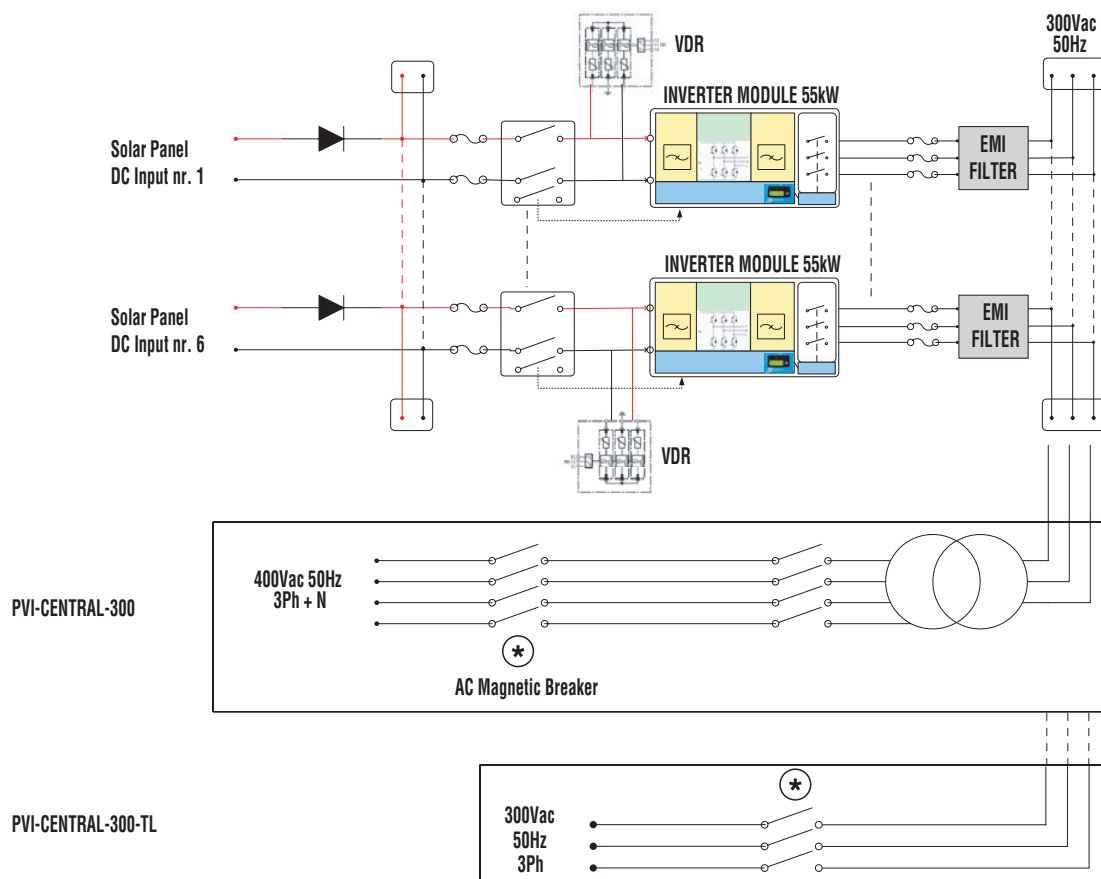 300Vac
50Hz
VDR
INVERTER MODULE 55kW
Solar Panel
DC Input nr. 1
EMI
FILTER
INVERTER MODULE 55kW
Solar Panel
DC Input nr. 6
EMI
FILTER
VDR
400Vac 50Hz
3Ph + N
PVI-CENTRAL-300
*
AC Magnetic Breaker
*
PVI-CENTRAL-300-TL
300Vac
50Hz
3Ph